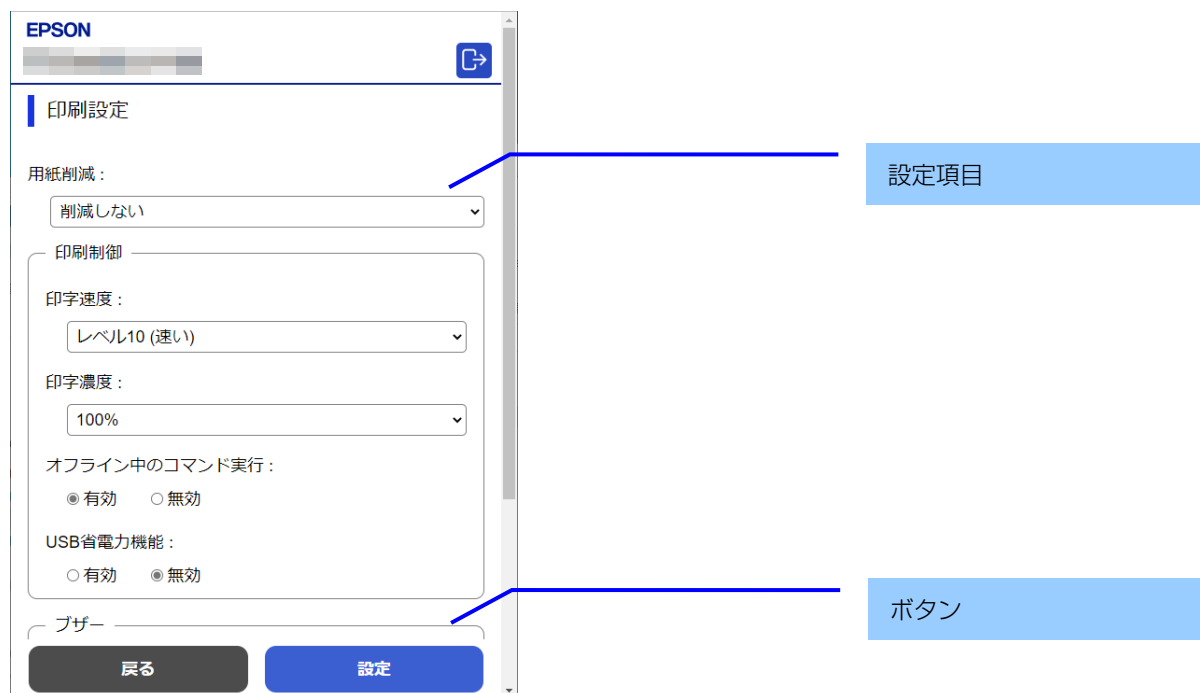 EPSON
印刷設定
用紙削減 :
削減しない
印刷制御
印字速度 :
レベル10 (速い)
印字濃度 :
100%
オフライン中のコマンド実行 :
有効 無効
USB省電力機能 :
有効 無効
ブザー
戻る 設定
設定項目
ボタン